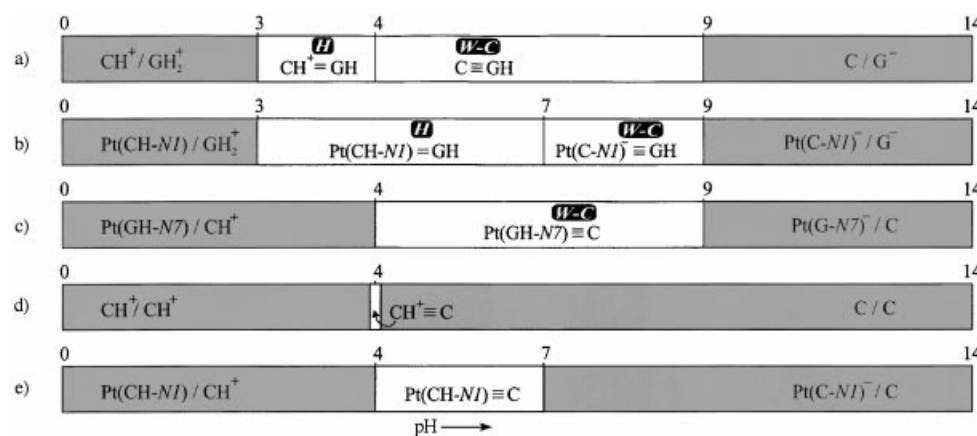 0 3 4 9 14
a) CH⁺ / GH₂⁺ H CH⁺= GH W-C C ≡ GH C / G⁻
0 3 7 9 14
b) Pt(CH-N1) / GH₂⁺ H Pt(CH-N1) = GH W-C Pt(C-N1)⁻ ≡ GH Pt(C-N1)⁻/ G⁻
0 4 9 14
c) Pt(GH-N7) / CH⁺ W-C Pt(GH-N7) ≡ C Pt(G-N7)⁻/ C
0 4 14
d) CH⁺/ CH⁺ CH⁺≡ C C / C
0 4 7 14
e) Pt(CH-N1) / CH⁺ Pt(CH-N1) ≡ C Pt(C-N1)⁻/ C
pH →